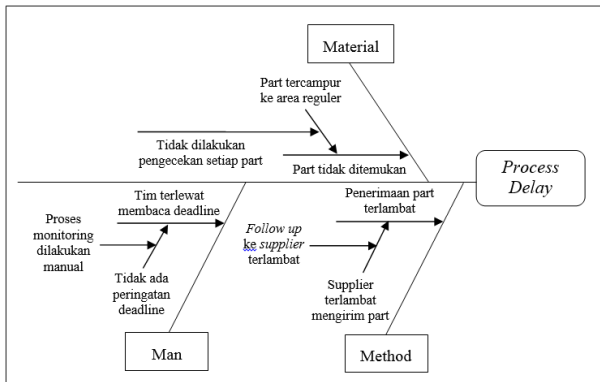 Material
Part tercampur
ke area reguler
Tidak dilakukan
pengecekan setiap part
Part tidak ditemukan
Process
Delay
Tim terlewat
membaca deadline
Proses
monitoring
dilakukan
manual
Tidak ada
peringatan
deadline
Penerimaan part
terlambat
Follow up
ke supplier
terlambat
Supplier
terlambat
mengirim part
Man
Method